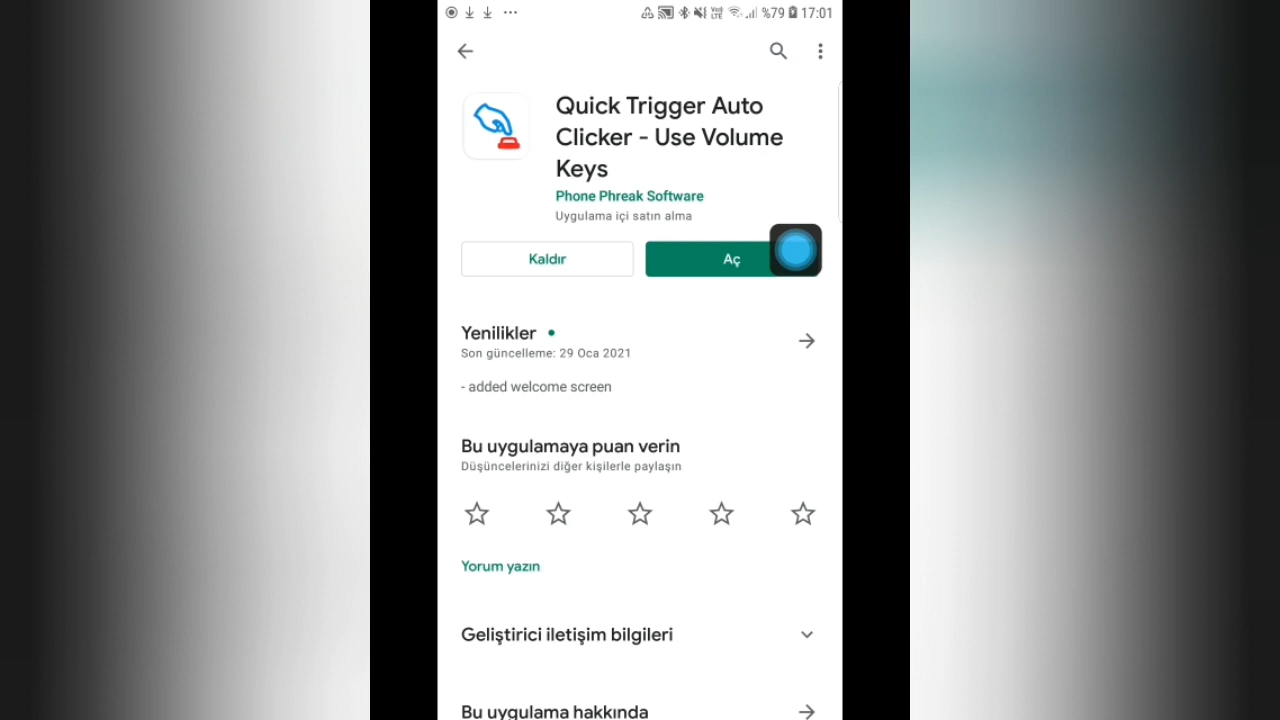 %79 17:01
Quick Trigger Auto
Clicker - Use Volume
Keys
Phone Phreak Software
Uygulama içi satın alma
Kaldır
Aç
Yenilikler
Son güncelleme: 29 Oca 2021
- added welcome screen
Bu uygulamaya puan verin
Düşüncelerinizi diğer kişilerle paylaşın
Yorum yazın
Geliştirici iletişim bilgileri
Bu uygulama hakkında